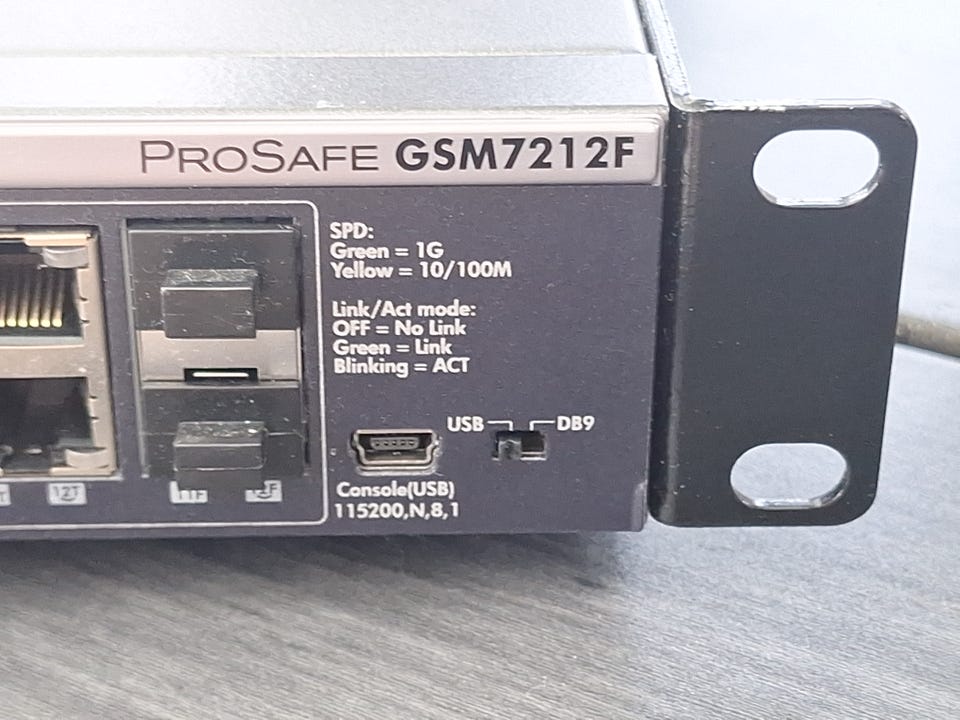 PROSAFE GSM7212F
SPD:
Green = 1G
Yellow = 10/100M
Link/Act mode:
OFF = No Link
Green = Link
Blinking = ACT
USB DB9
12T
11F
12F
Console(USB)
115200,N,8,1